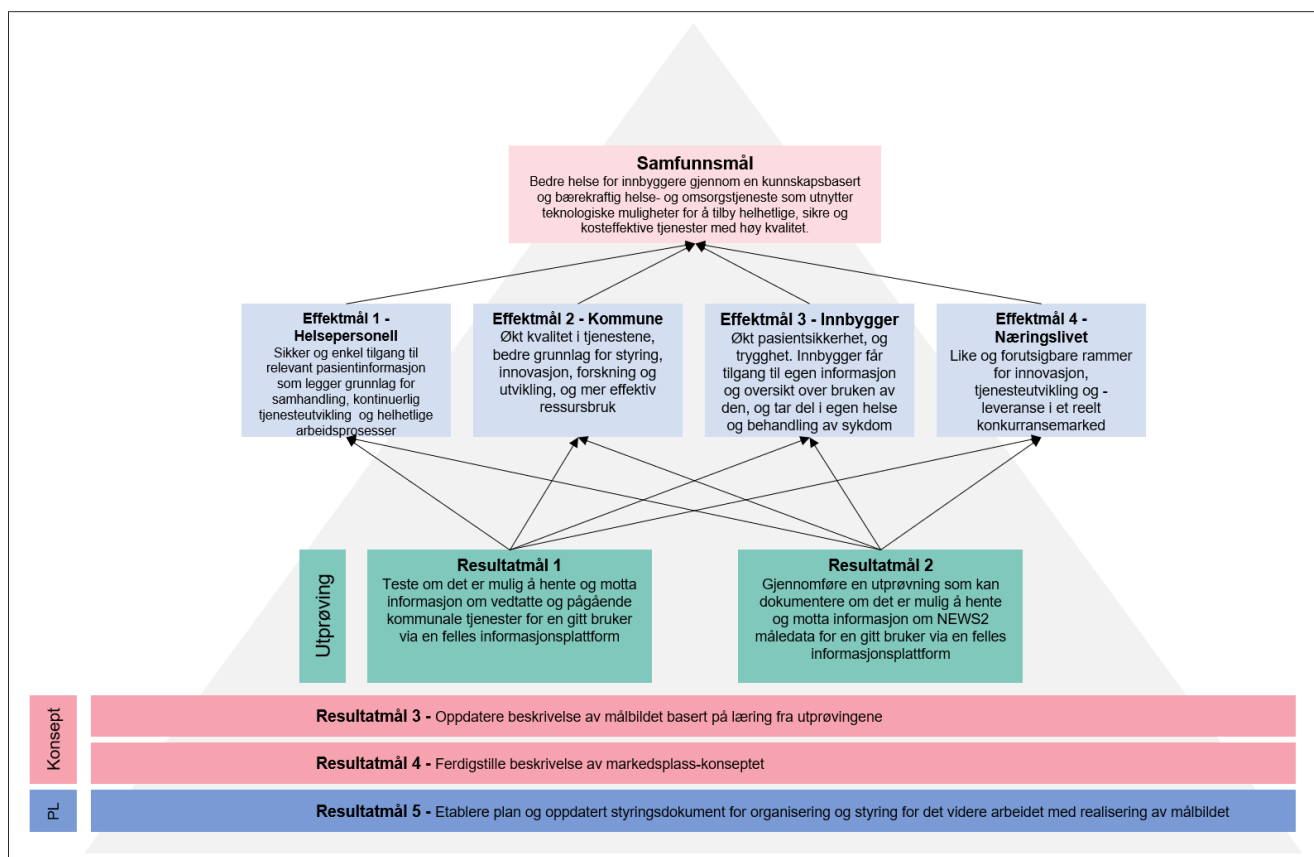 Samfunnsmål
Bedre helse for innbyggere gjennom en kunnskapsbasert
og bærekraftig helse- og omsorgstjeneste som utnytter
teknologiske muligheter for å tilby helhetlige, sikre og
kosteffektive tjenester med høy kvalitet.
Effektmål 1 -
Helsepersonell
Sikker og enkel tilgang til
relevant pasientinformasjon
som legger grunnlag for
samhandling, kontinuerlig
tjenesteutvikling og helhetlige
arbeidsprosesser
Effektmål 2 - Kommune
Økt kvalitet i tjenestene,
bedre grunnlag for styring,
innovasjon, forskning og
utvikling, og mer effektiv
ressursbruk
Effektmål 3 - Innbygger
Økt pasientsikkerhet, og
trygghet. Innbygger får
tilgang til egen informasjon
og oversikt over bruken av
den, og tar del i egen helse
og behandling av sykdom
Effektmål 4 -
Næringslivet
Like og forutsigbare rammer
for innovasjon,
tjenesteutvikling og -
leveranse i et reelt
konkurransemarked
Utprøving
Resultatmål 1
Teste om det er mulig å hente og motta
informasjon om vedtatte og pågående
kommunale tjenester for en gitt bruker
via en felles informasjonsplattform
Resultatmål 2
Gjennomføre en utprøvning som kan
dokumentere om det er mulig å hente
og motta informasjon om NEWS2
måledata for en gitt bruker via en felles
informasjonsplattform
Konsept
Resultatmål 3 - Oppdatere beskrivelse av målbildet basert på læring fra utprøvingene
Resultatmål 4 - Ferdigstille beskrivelse av markedsplass-konseptet
PL
Resultatmål 5 - Etablere plan og oppdatert styringsdokument for organisering og styring for det videre arbeidet med realisering av målbildet